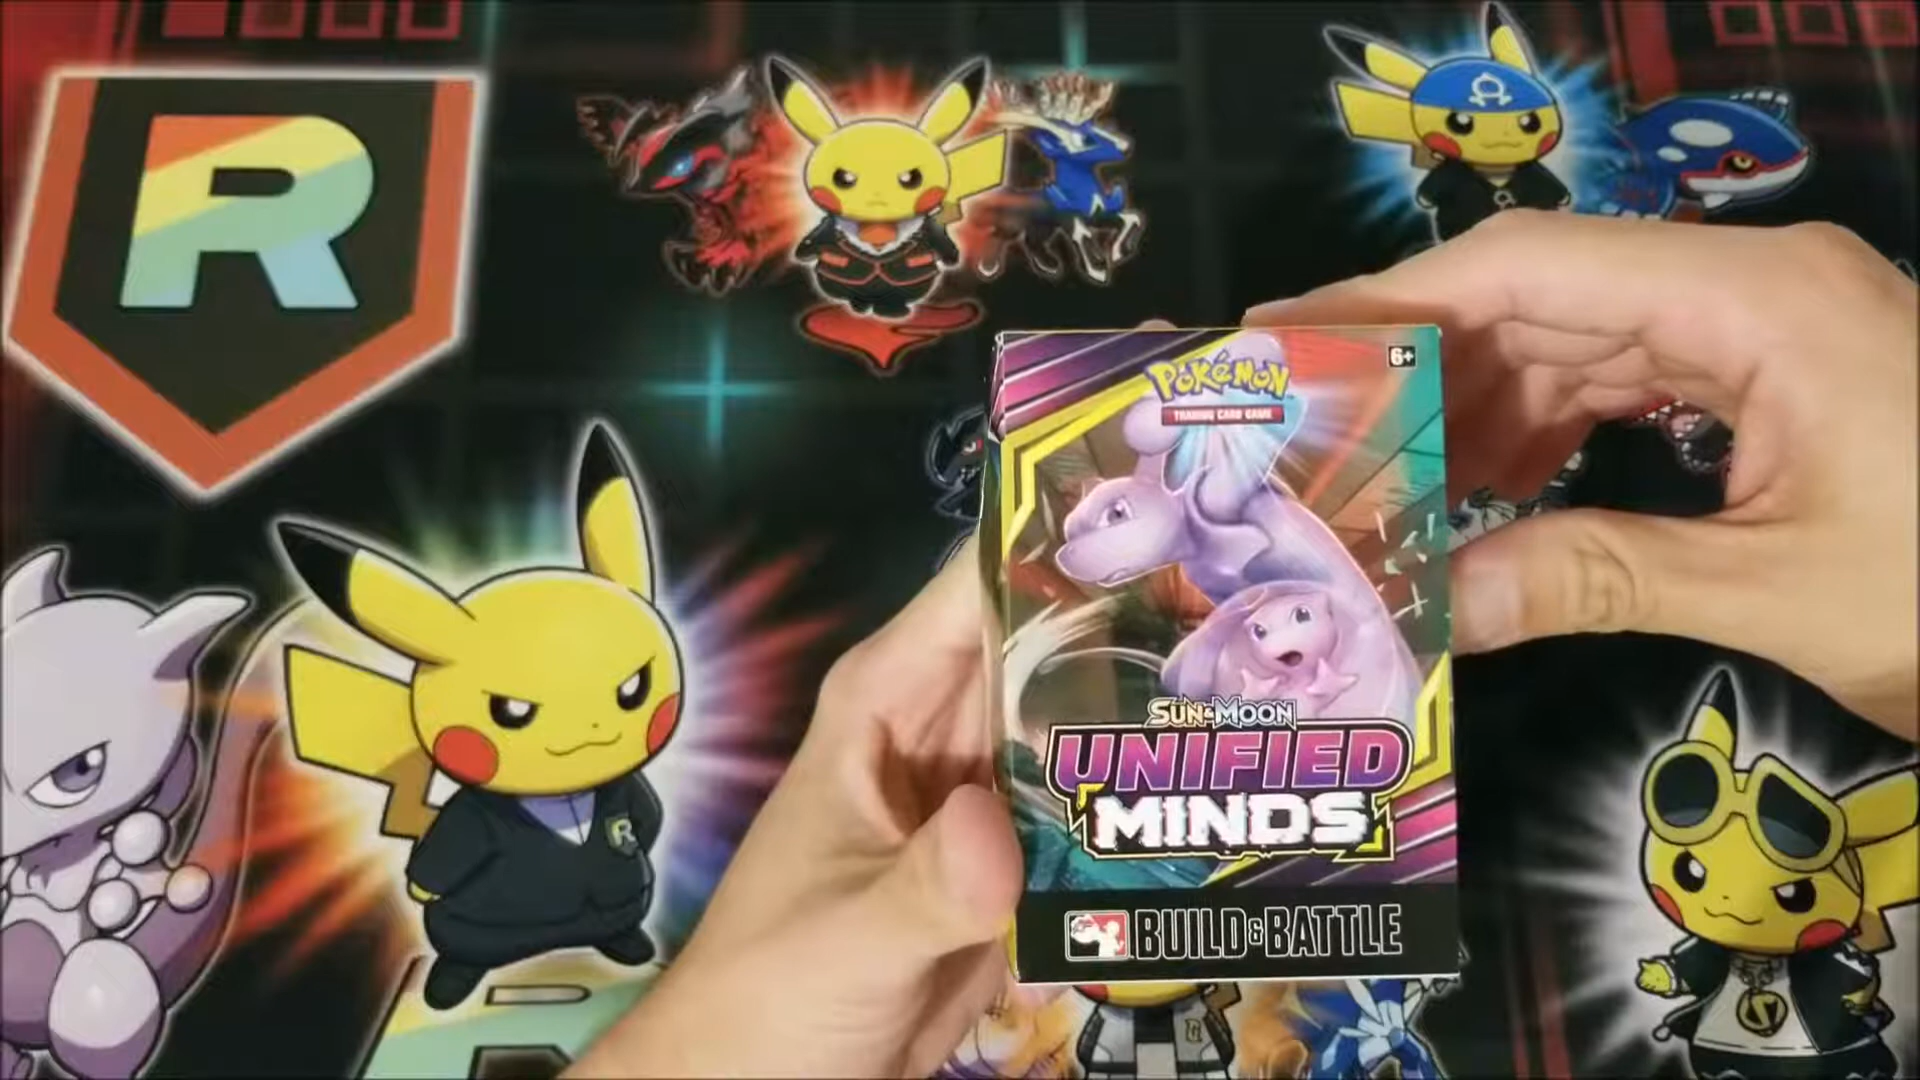 R
POKéMON
TRADING CARD GAME
6+
SUN & MOON
UNIFIED
MINDS
BUILD & BATTLE
R